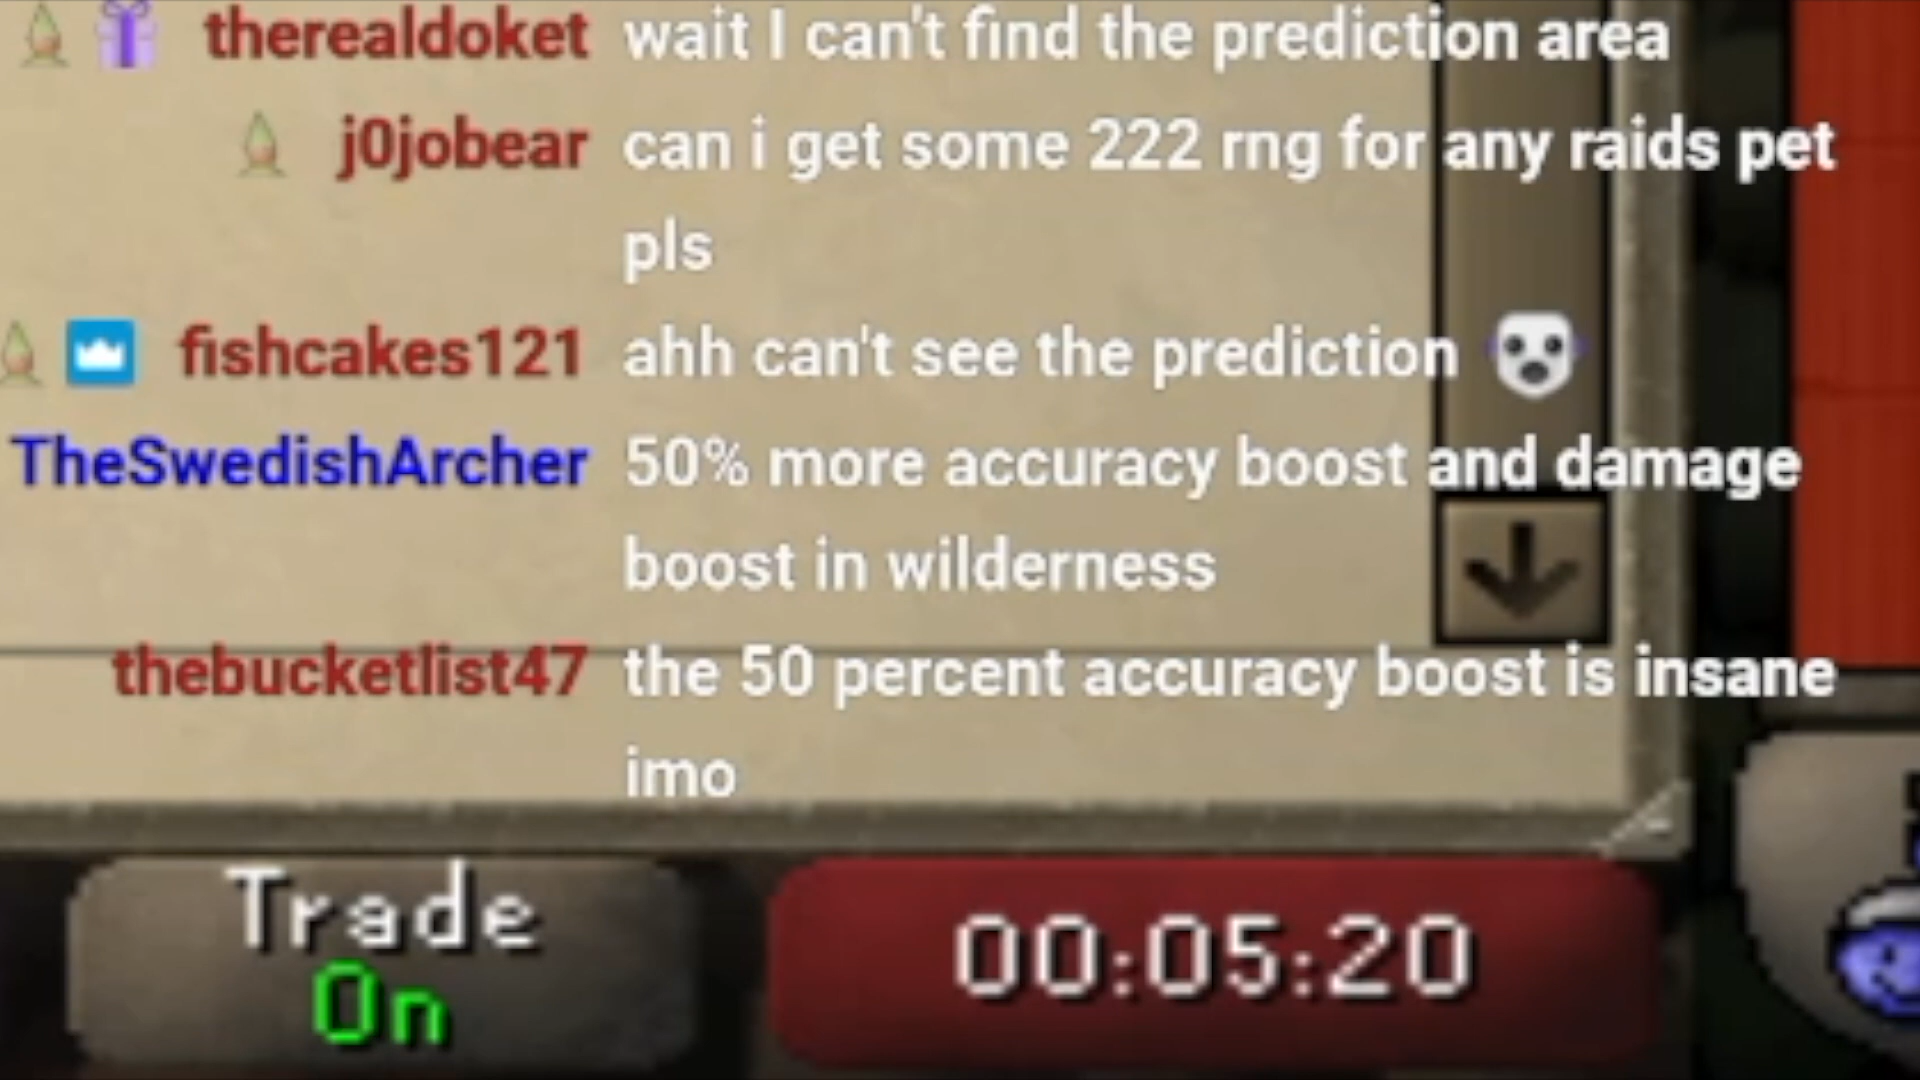 therealdoket wait I can't find the prediction area
j0jobear can i get some 222 rng for any raids pet
pls
fishcakes121 ahh can't see the prediction
TheSwedishArcher 50% more accuracy boost and damage
boost in wilderness
thebucketlist47 the 50 percent accuracy boost is insane
imo
Trade
On
00:05:20